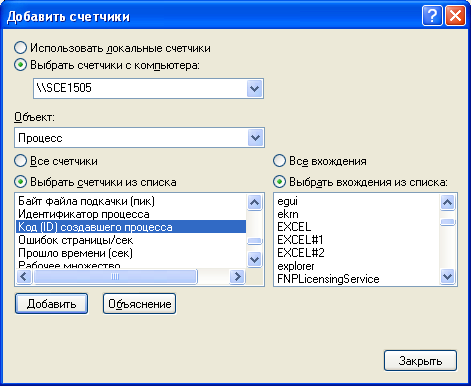 Добавить счетчики
Использовать локальные счетчики
Выбрать счетчики с компьютера:
\\SCE1505
Объект:
Процесс
Все счетчики
Выбрать счетчики из списка
Байт файла подкачки (пик)
Идентификатор процесса
Код (ID) создавшего процесса
Ошибок страницы/сек
Прошло времени (сек)
Рабочее множество
Все вхождения
Выбрать вхождения из списка:
egui
ekrn
EXCEL
EXCEL#1
EXCEL#2
explorer
FNPLicensingService
Добавить
Объяснение
Закрыть